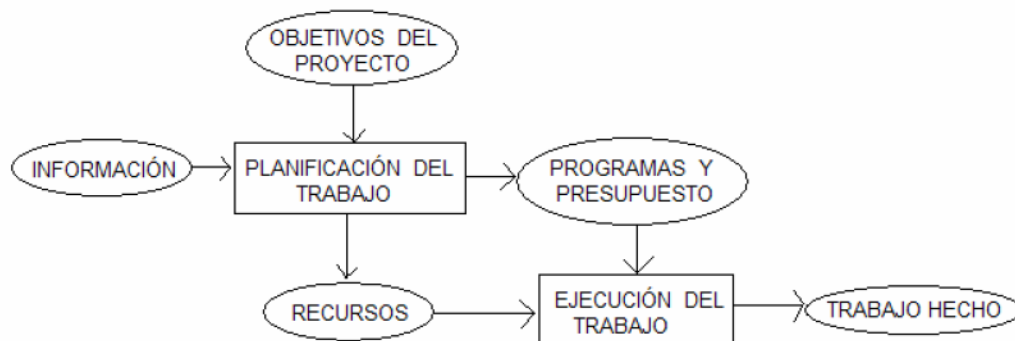 OBJETIVOS DEL
PROYECTO
INFORMACIÓN
PLANIFICACIÓN DEL
TRABAJO
PROGRAMAS Y
PRESUPUESTO
RECURSOS
EJECUCIÓN DEL
TRABAJO
TRABAJO HECHO